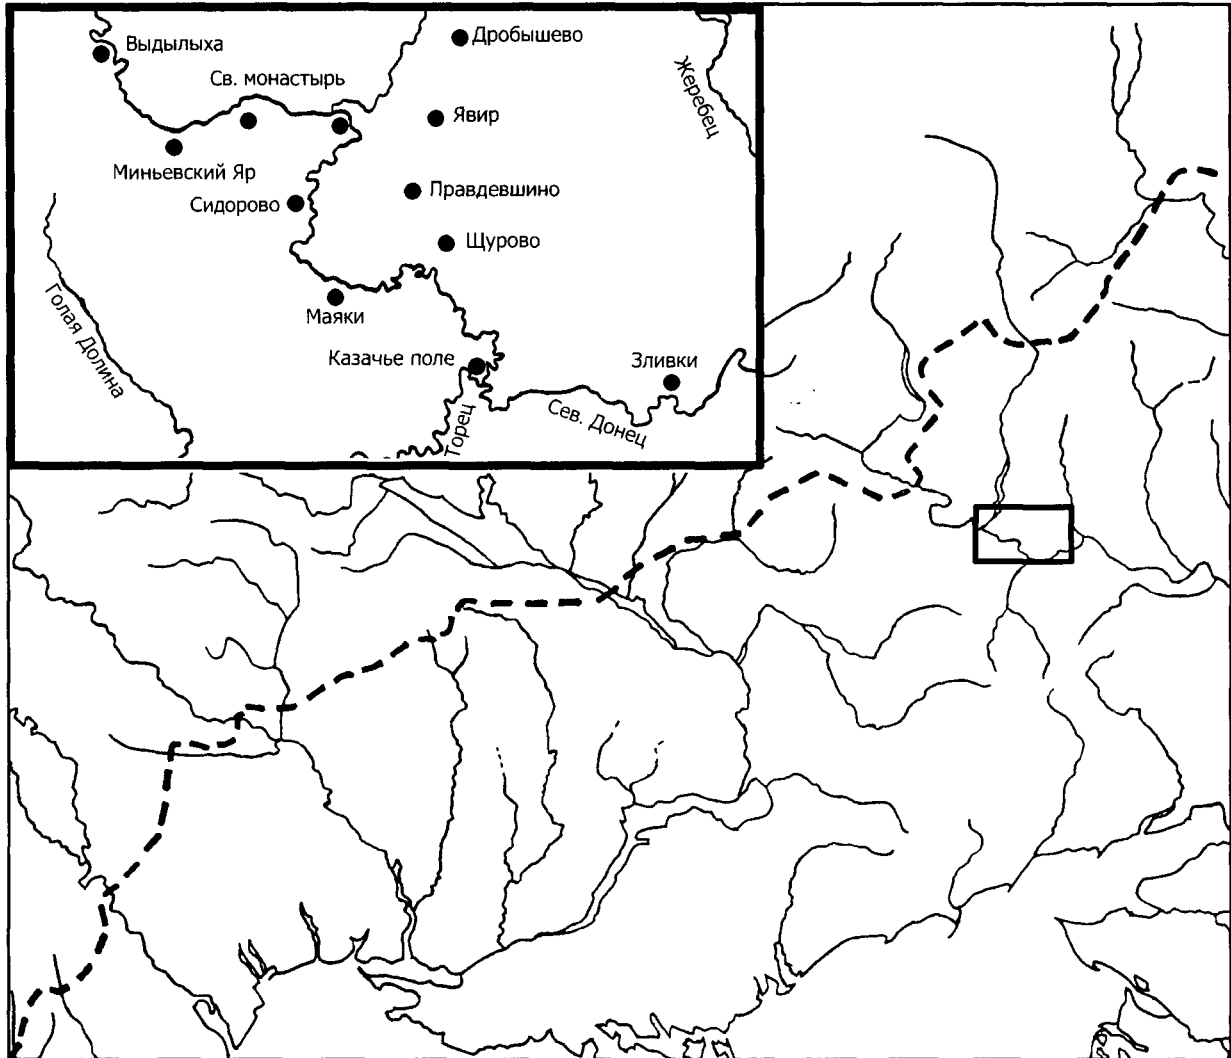 Выдылыха
Дробышево
Жеребец
Св. монастырь
Явир
Миньевский Яр
Правдевшино
Сидорово
Щурово
Голая Долина
Маяки
Казачье поле
Зливки
Торец
Сев. Донец